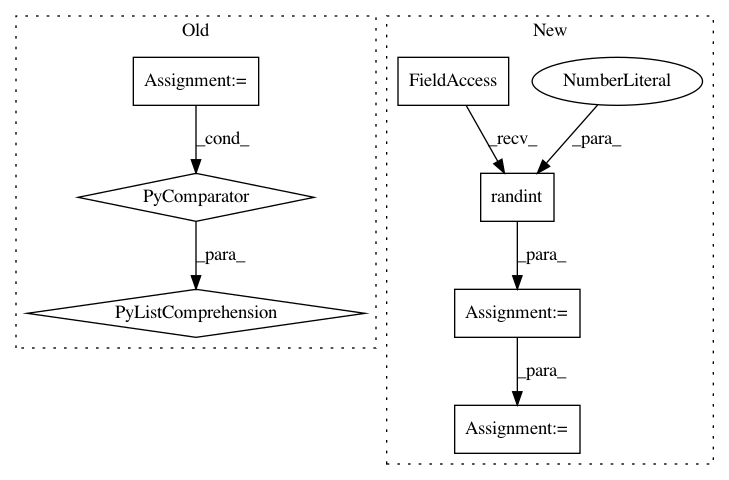 Old
New
Assignment:=
FieldAccess
NumberLiteral
_cond_
_recv_
_para_
PyComparator
randint
_para_
_para_
PyListComprehension
Assignment:=
_para_
Assignment:=